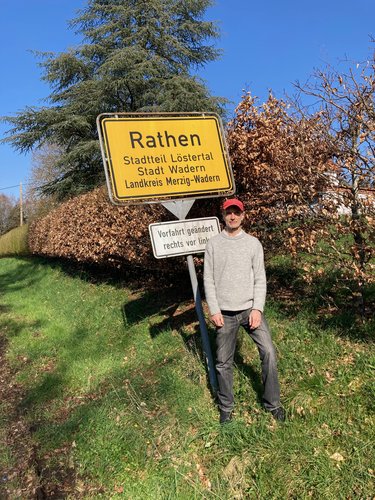 Rathen
Stadtteil Löstertal
Stadt Wadern
Landkreis Merzig-Wadern
Vorfahrt geändert
rechts vor links